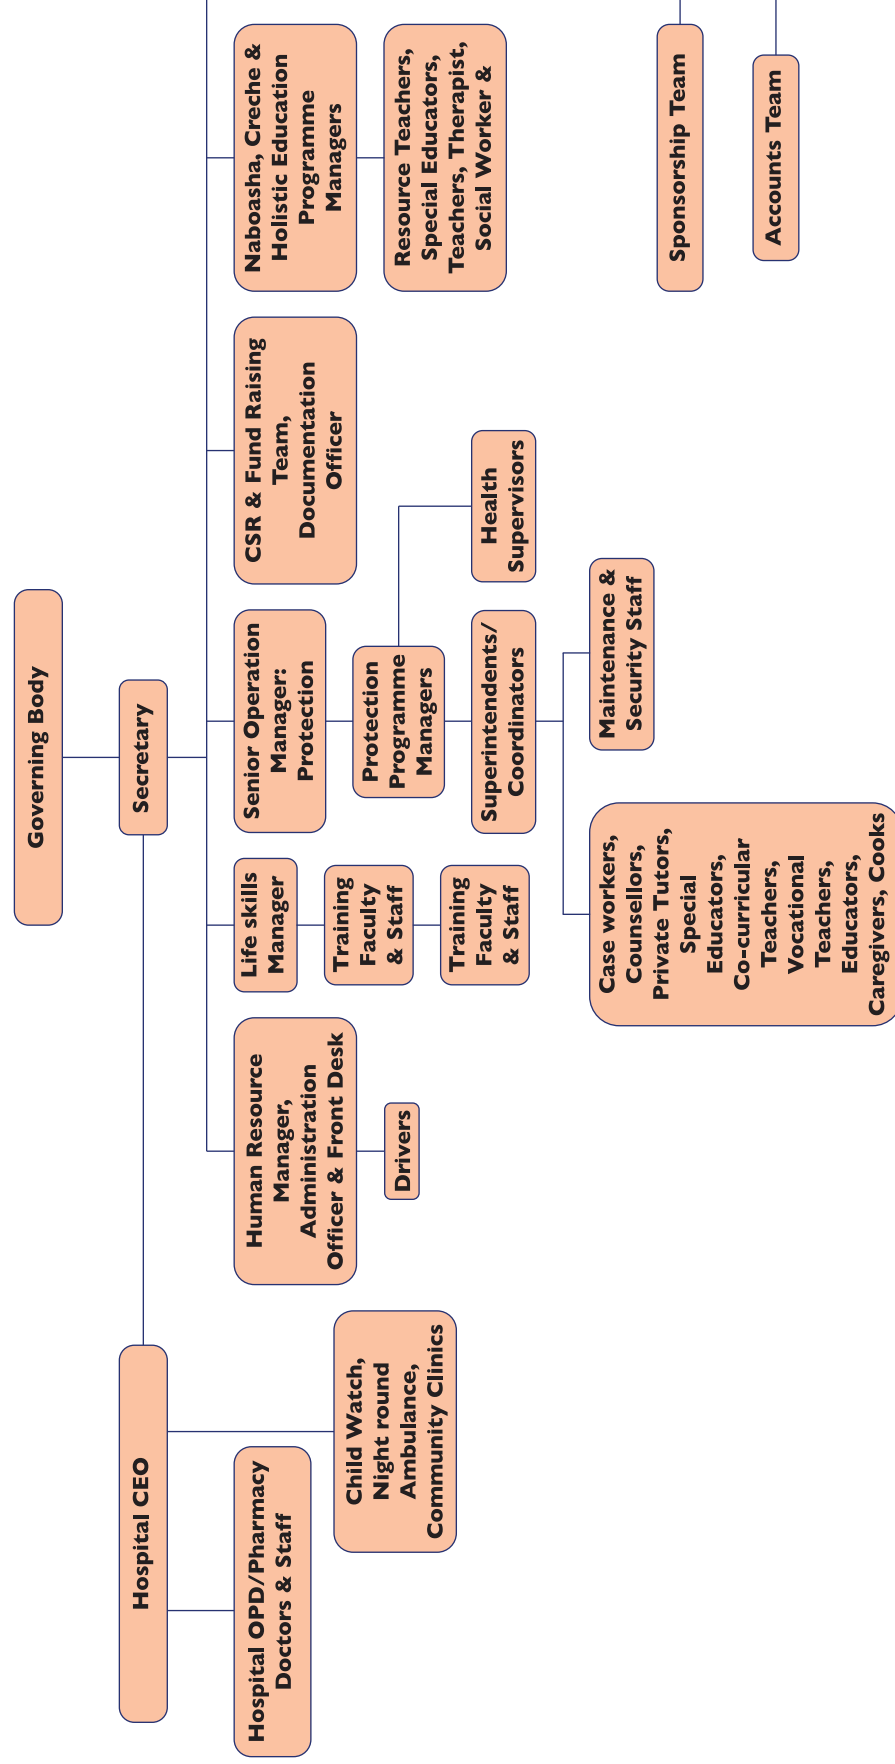 Governing Body
Secretary
Hospital CEO
Hospital OPD/Pharmacy
Doctors & Staff
Child Watch,
Night round
Ambulance,
Community Clinics
Human Resource
Manager,
Administration
Officer & Front Desk
Drivers
Life skills
Manager
Training
Faculty
& Staff
Training
Faculty
& Staff
Senior Operation
Manager:
Protection
Protection
Programme
Managers
Superintendents/
Coordinators
Health
Supervisors
Case workers,
Counsellors,
Private Tutors,
Special
Educators,
Co-curricular
Teachers,
Vocational
Teachers,
Educators,
Caregivers, Cooks
Maintenance &
Security Staff
CSR & Fund Raising
Team,
Documentation
Officer
Naboasha, Creche &
Holistic Education
Programme
Managers
Resource Teachers,
Special Educators,
Teachers, Therapist,
Social Worker &
Sponsorship Team
Accounts Team